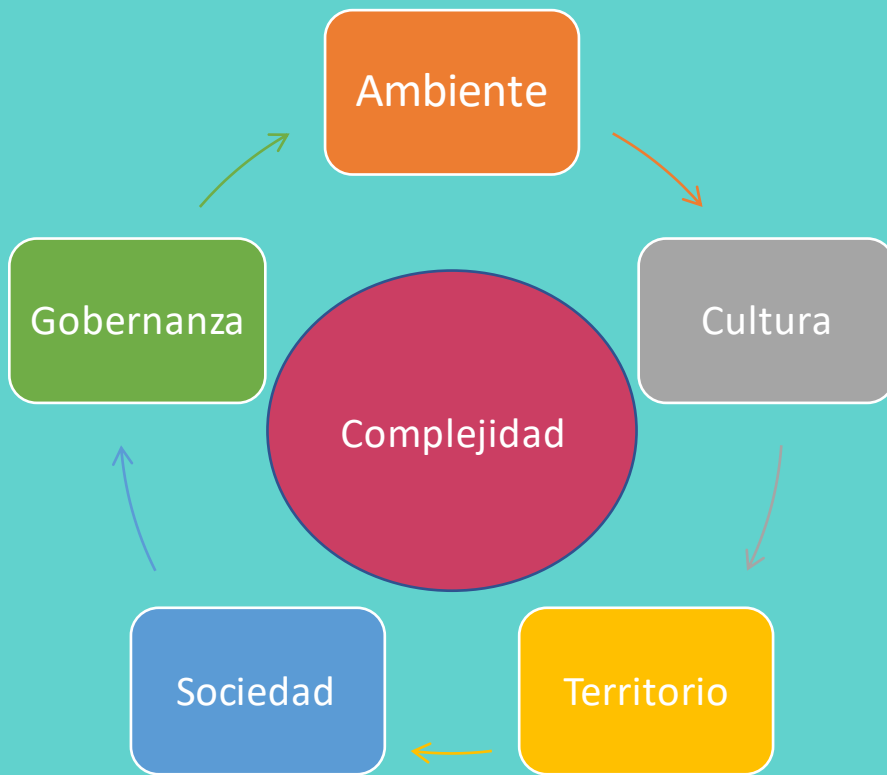 Ambiente
Gobernanza
Cultura
Complejidad
Sociedad
Territorio